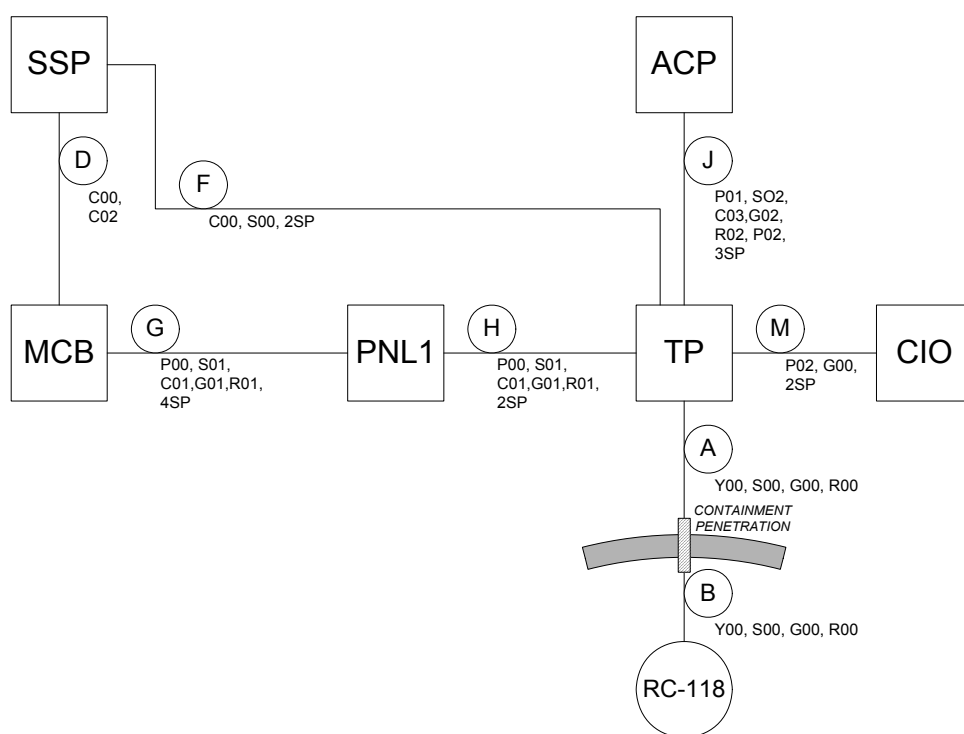 SSP
ACP
D
C00,
C02
F
C00, S00, 2SP
J
P01, SO2,
C03,G02,
R02, P02,
3SP
MCB
G
P00, S01,
C01,G01,R01,
4SP
PNL1
H
P00, S01,
C01,G01,R01,
2SP
TP
M
P02, G00,
2SP
CIO
A
Y00, S00, G00, R00
CONTAINMENT
PENETRATION
B
Y00, S00, G00, R00
RC-118